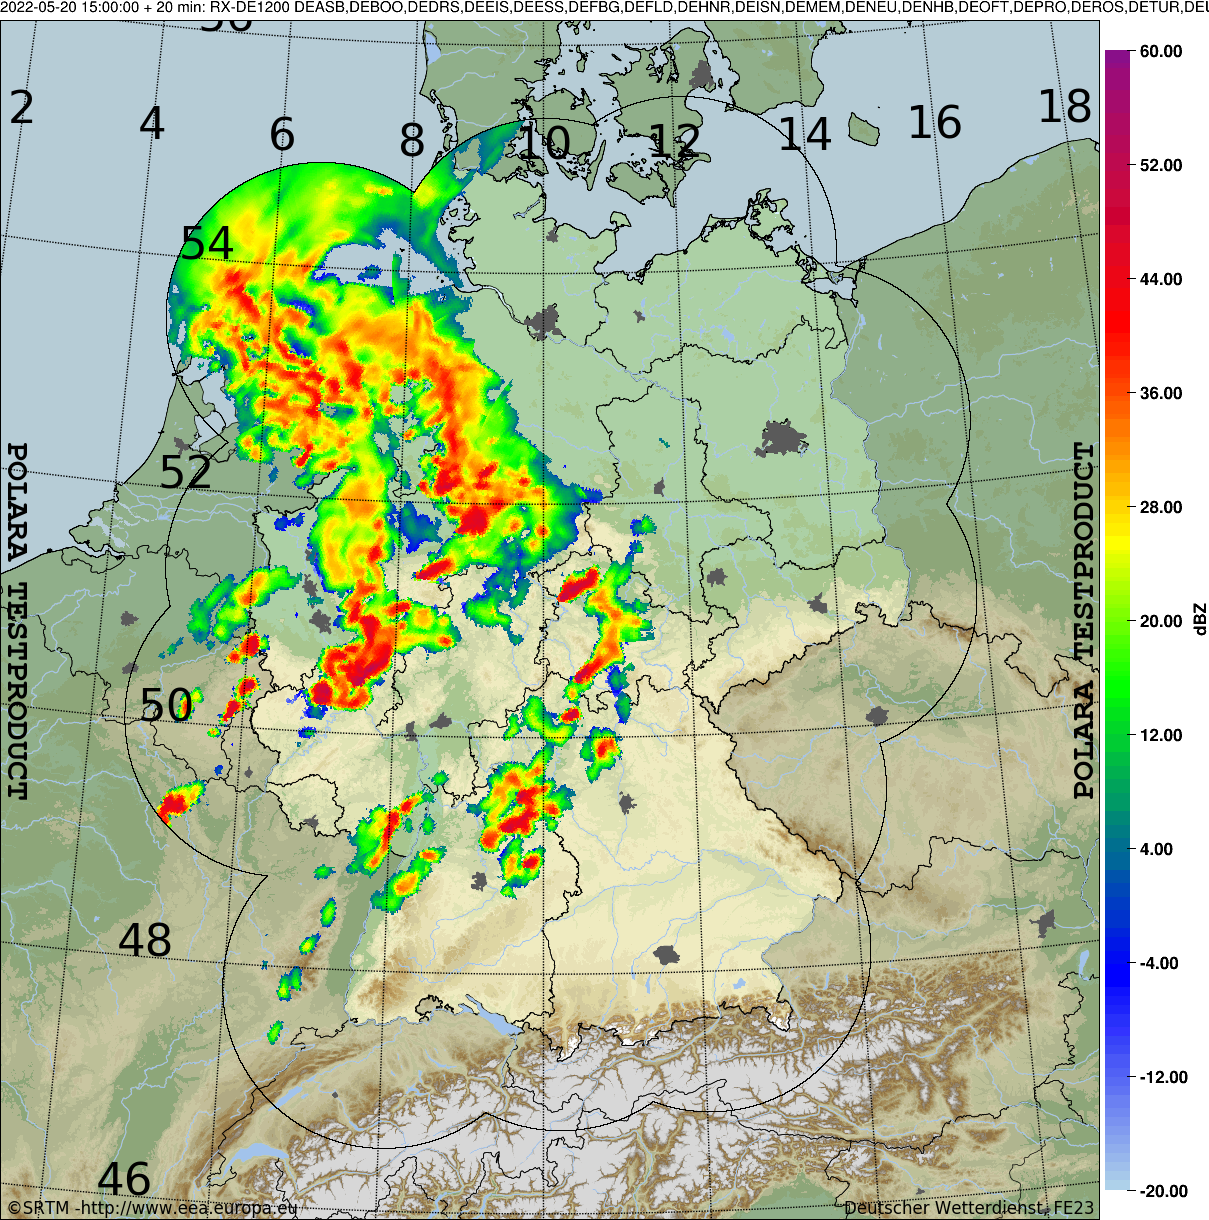 2022-05-20 15:00:00 + 20 min: RX-DE1200 DEASB,DEBOO,DEDRS,DEEIS,DEESS,DEFBG,DEFLD,DEHNR,DEISN,DEMEM,DENEU,DENHB,DEOFT,DEPRO,DEROS,DETUR,DEU
2 4 6 8 10 12 14 16 18
54
52
50
48
46
POLARA TESTPRODUCT
POLARA TESTPRODUCT
60.00
52.00
44.00
36.00
28.00
20.00
12.00
4.00
-4.00
-12.00
-20.00
dBZ
©SRTM -http://www.eea.europa.eu
Deutscher Wetterdienst, FE23